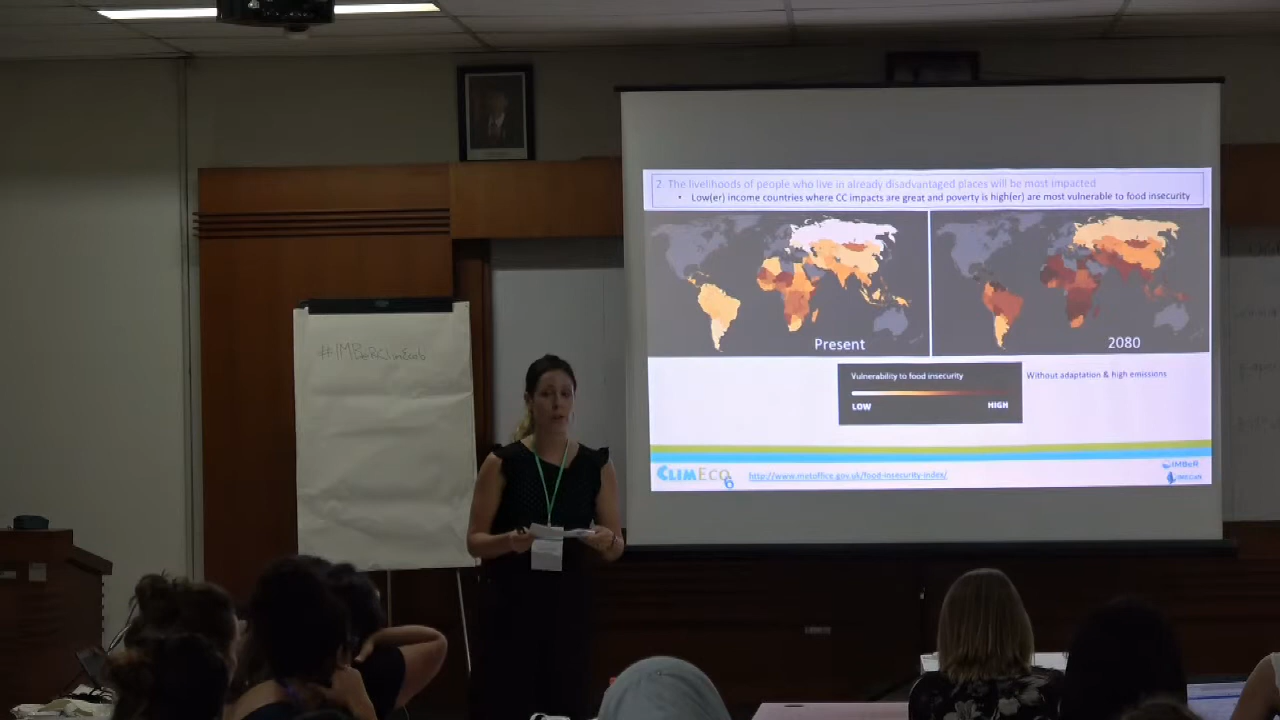 #IMBeRClimEco6
2. The livelihoods of people who live in already disadvantaged places will be most impacted
• Low(er) income countries where CC impacts are great and poverty is high(er) are most vulnerable to food insecurity
Present
2080
Vulnerability to food insecurity
LOW
HIGH
Without adaptation & high emissions
CLIMECO6
http://www.metoffice.gov.uk/food-insecurity-index/
IMBeR